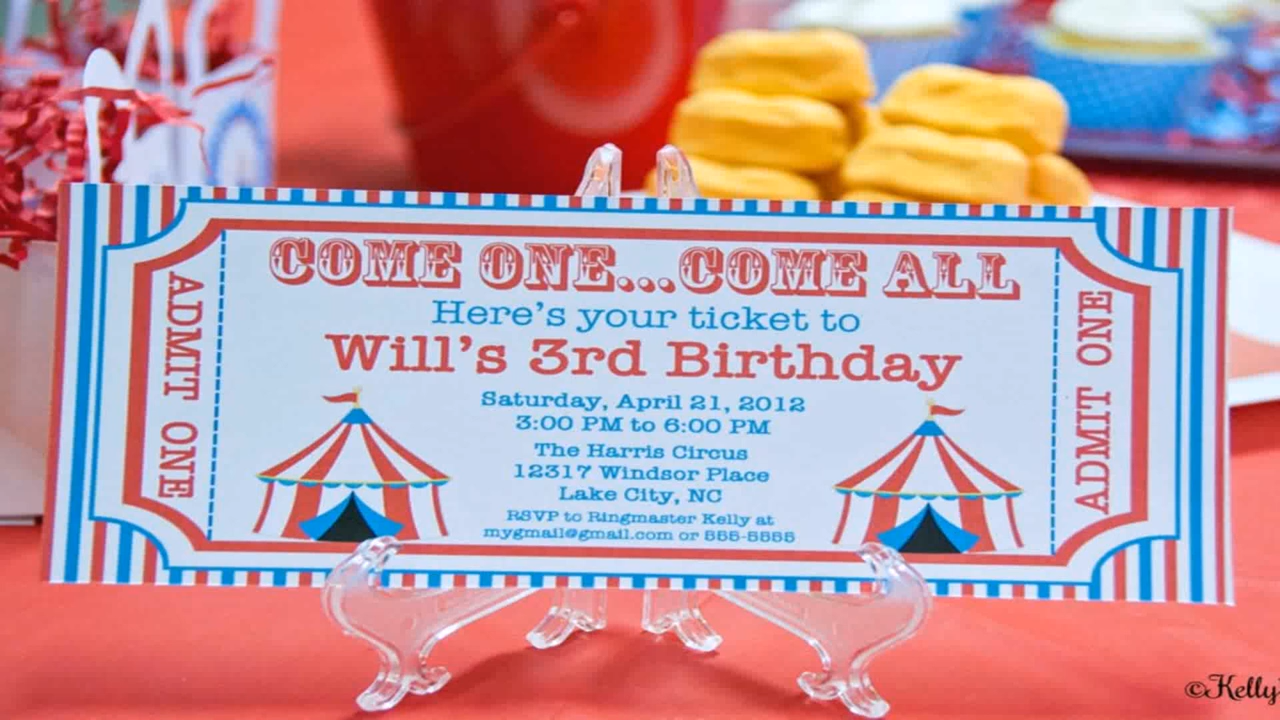 COME ONE...COME ALL
Here's your ticket to
Will's 3rd Birthday
Saturday, April 21, 2012
3:00 PM to 6:00 PM
The Harris Circus
12317 Windsor Place
Lake City, NC
RSVP to Ringmaster Kelly at
mygmail@gmail.com or 555-5555
ADMIT ONE
ADMIT ONE
©Kelly